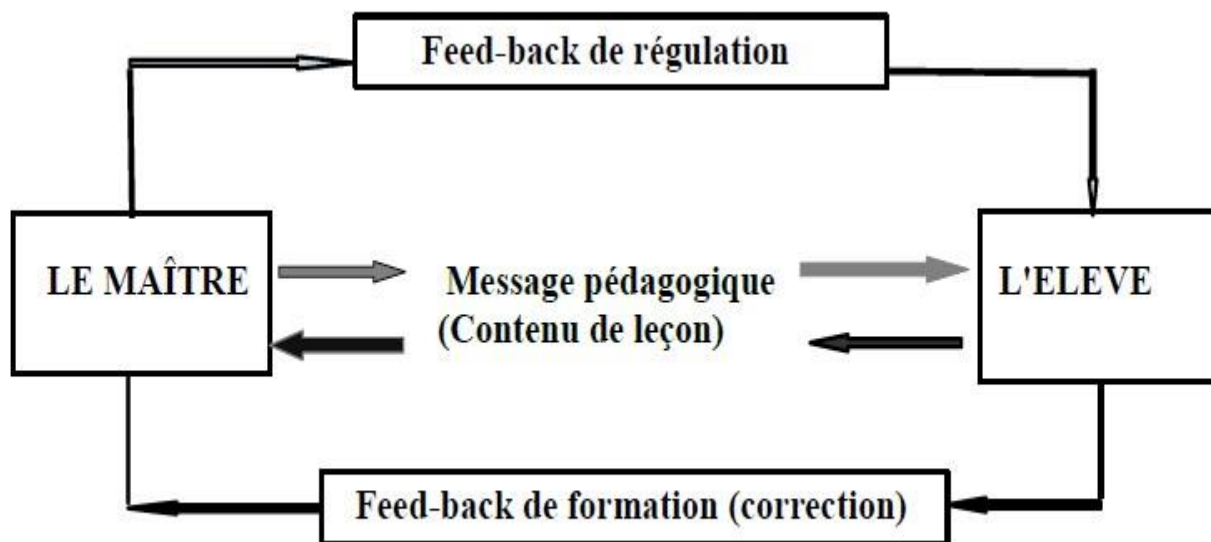 Feed-back de régulation
LE MAÎTRE
Message pédagogique
(Contenu de leçon)
L'ELEVE
Feed-back de formation (correction)